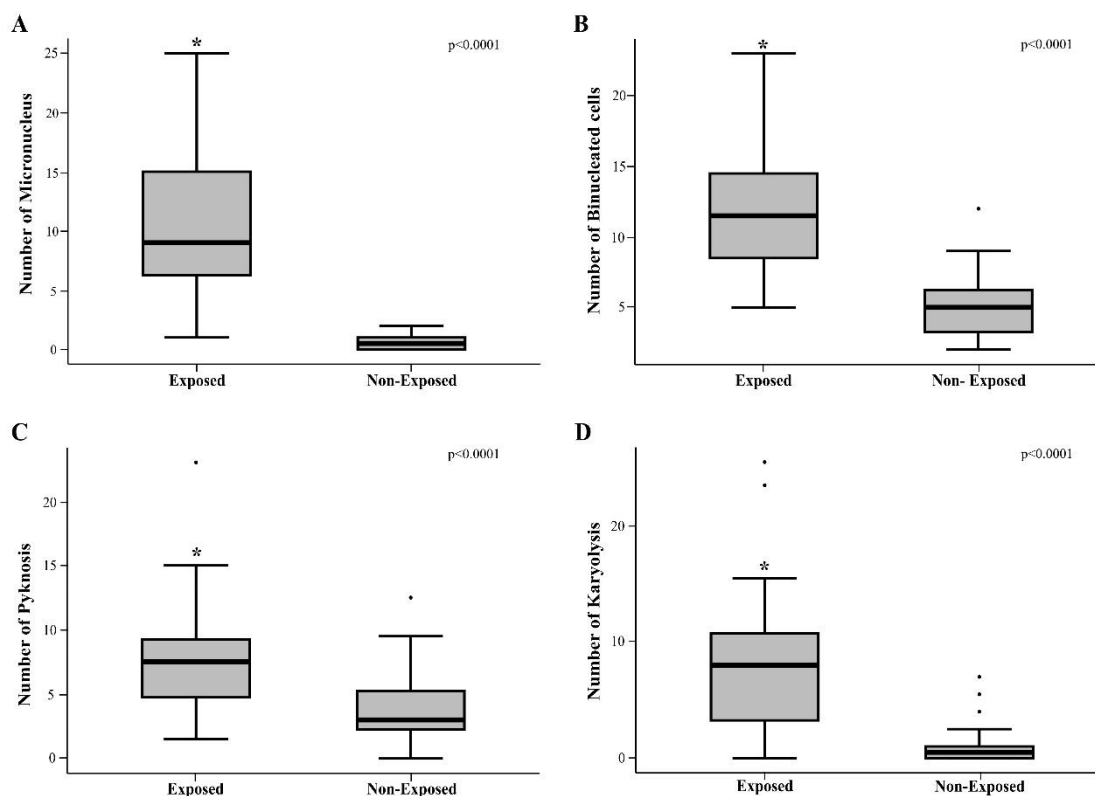 A
*
p<0.0001
Number of Micronucleus
25
20
15
10
5
0
Exposed
Non-Exposed
B
*
p<0.0001
Number of Binucleated cells
20
15
10
5
Exposed
Non- Exposed
C
p<0.0001
*
Number of Pyknosis
20
15
10
5
0
Exposed
Non-Exposed
D
p<0.0001
*
Number of Karyolysis
20
10
0
Exposed
Non-Exposed